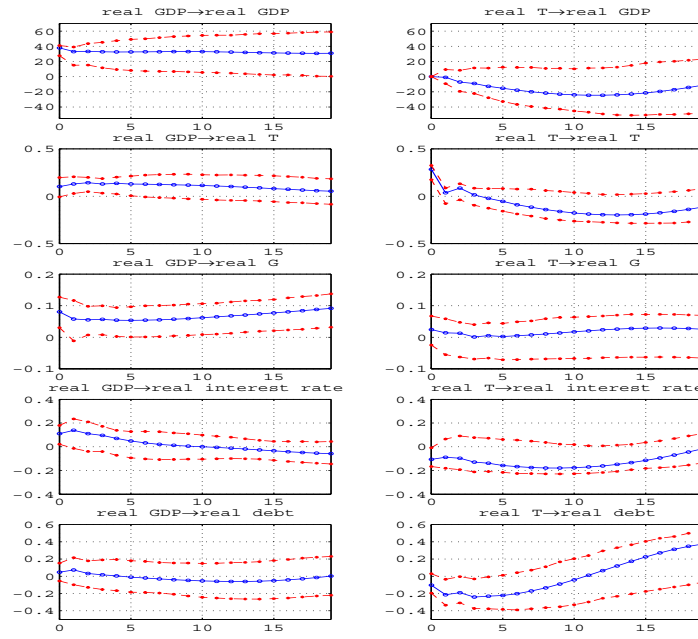 real GDP→real GDP
60
40
20
0
−20
−40
0 5 10 15
real T→real GDP
60
40
20
0
−20
−40
0 5 10 15
real GDP→real T
0.5
0
−0.5
0 5 10 15
real T→real T
0.5
0
−0.5
0 5 10 15
real GDP→real G
0.2
0.1
0
−0.1
0 5 10 15
real T→real G
0.2
0.1
0
−0.1
0 5 10 15
real GDP→real interest rate
0.4
0.2
0
−0.2
−0.4
0 5 10 15
real T→real interest rate
0.4
0.2
0
−0.2
−0.4
0 5 10 15
real GDP→real debt
0.6
0.4
0.2
0
−0.2
−0.4
0 5 10 15
real T→real debt
0.6
0.4
0.2
0
−0.2
−0.4
0 5 10 15